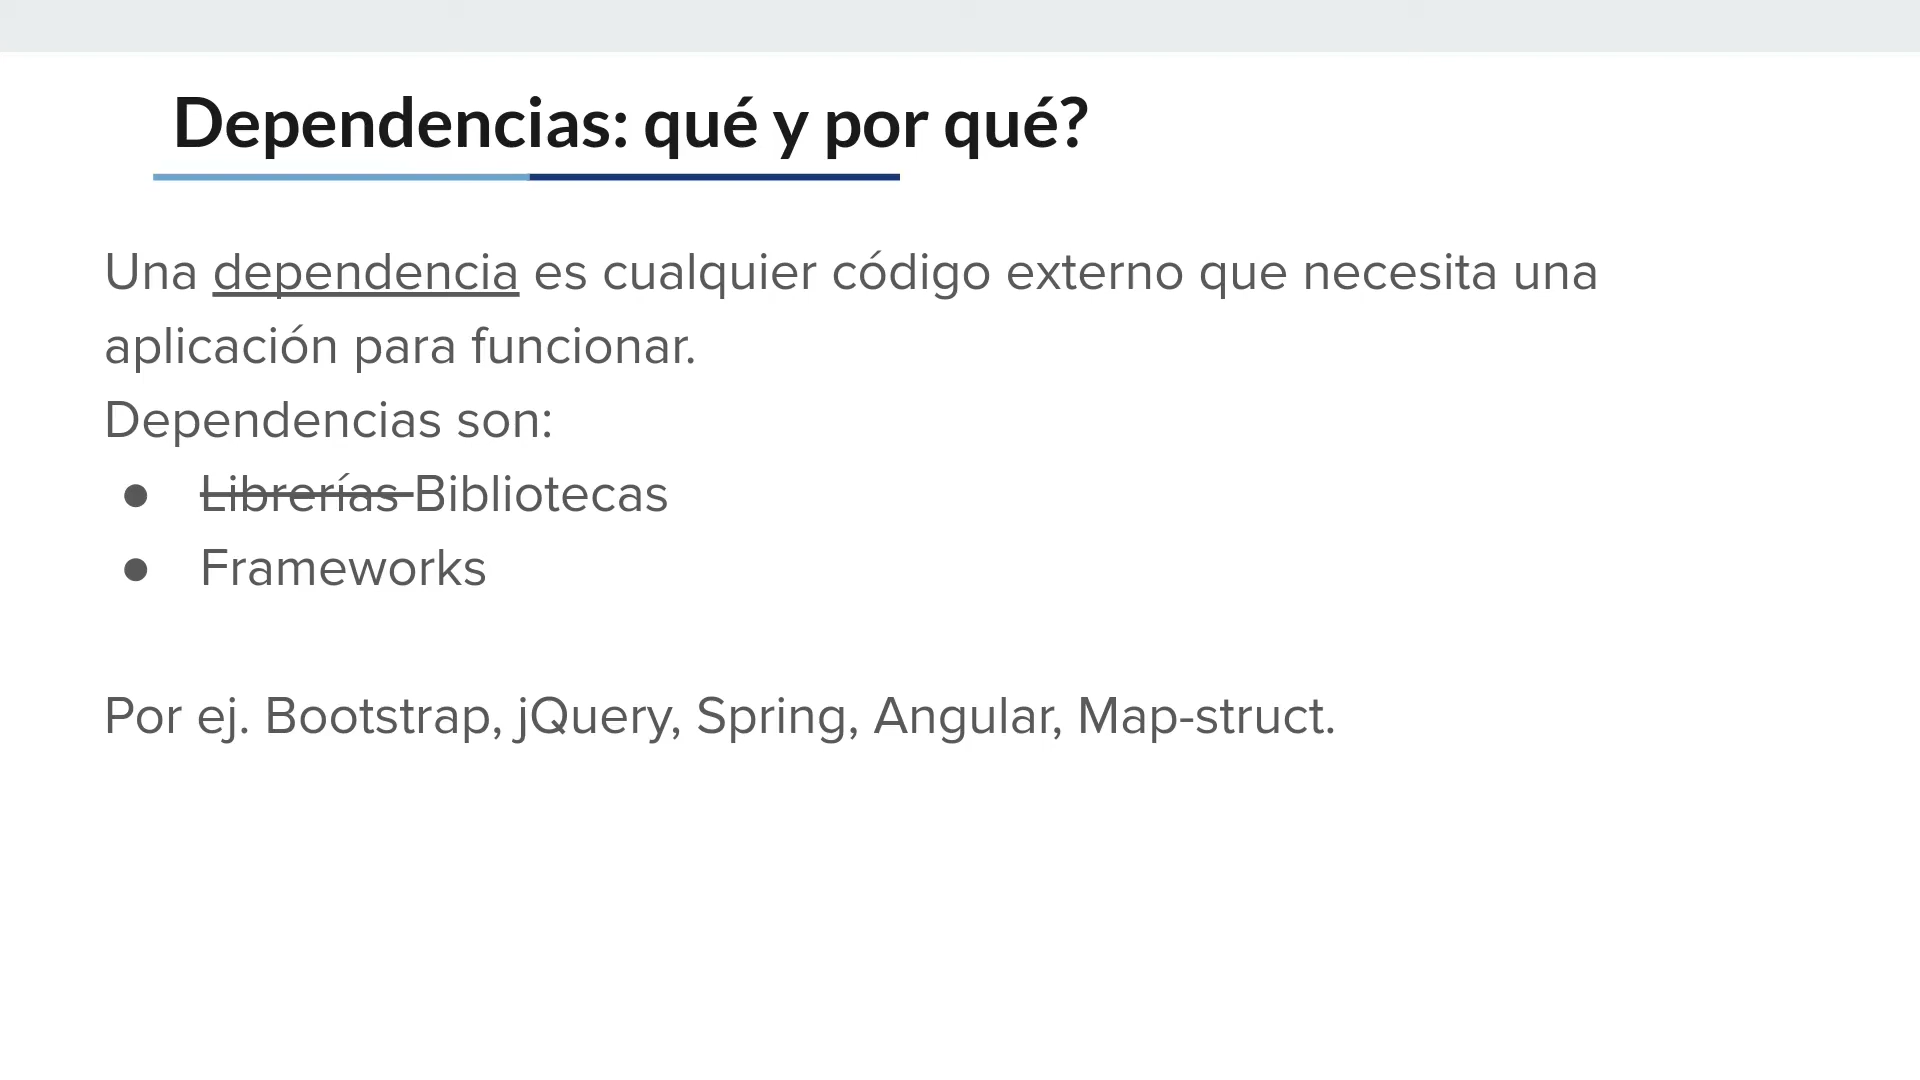 Dependencias: qué y por qué?
Una dependencia es cualquier código externo que necesita una
aplicación para funcionar.
Dependencias son:
● Librerías Bibliotecas
● Frameworks
Por ej. Bootstrap, jQuery, Spring, Angular, Map-struct.